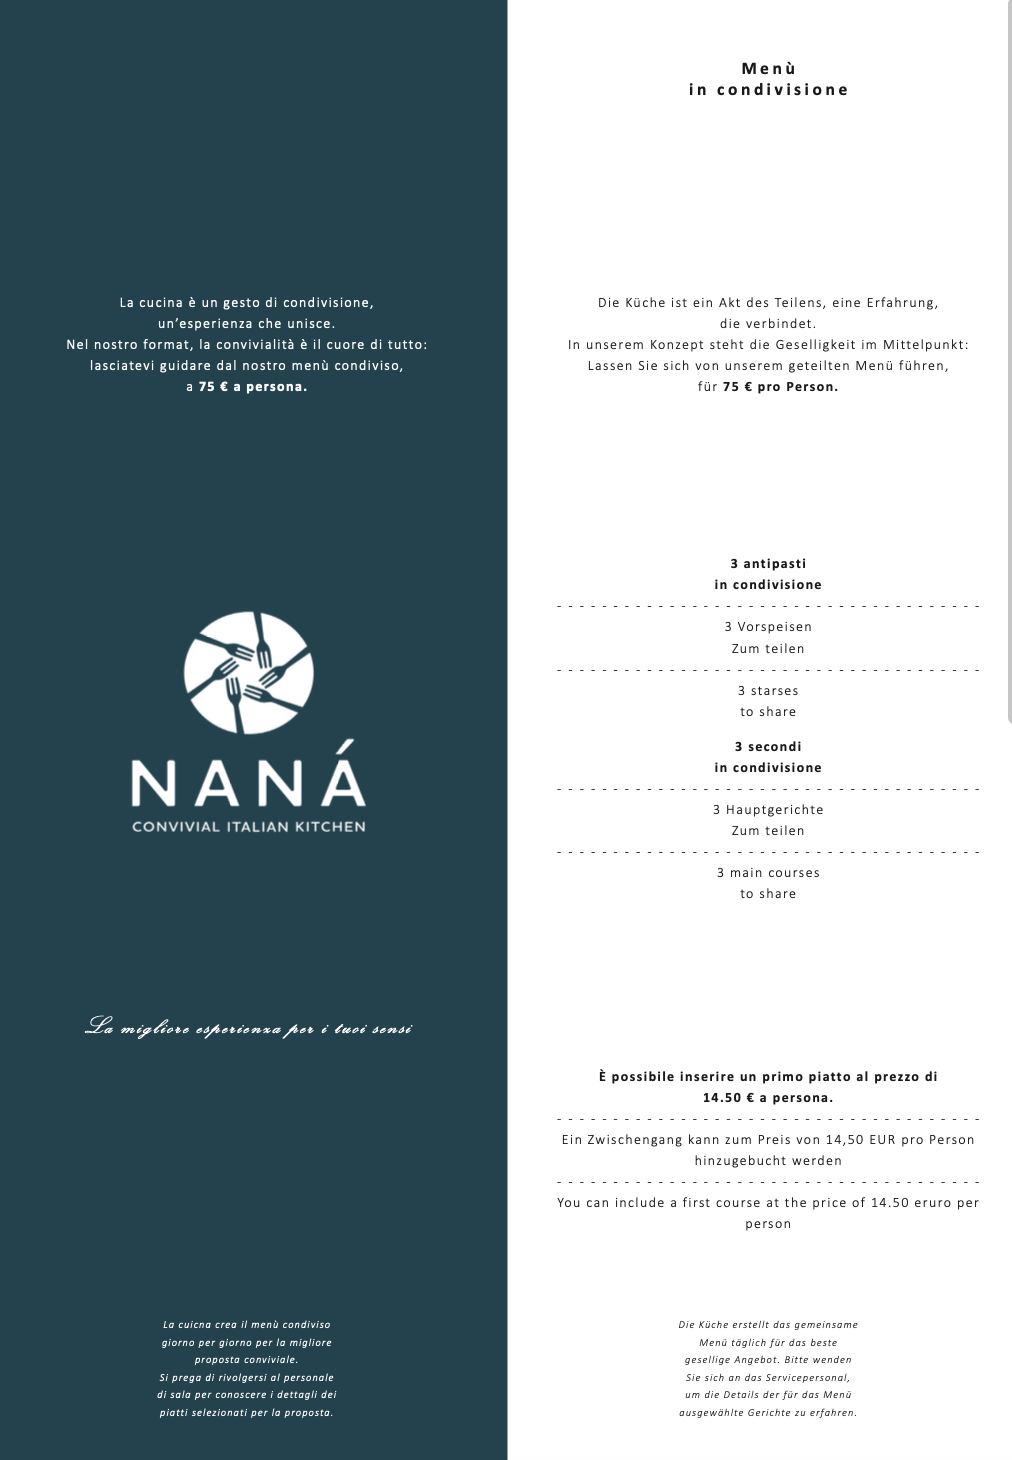 La cucina è un gesto di condivisione,
un’esperienza che unisce.
Nel nostro format, la convivialità è il cuore di tutto:
lasciatevi guidare dal nostro menù condiviso,
a 75 € a persona.
NANÁ
CONVIVIAL ITALIAN KITCHEN
La migliore esperienza per i tuoi sensi
La cuicna crea il menù condiviso
giorno per giorno per la migliore
proposta conviviale.
Si prega di rivolgersi al personale
di sala per conoscere i dettagli dei
piatti selezionati per la proposta.
Menù
in condivisione
Die Küche ist ein Akt des Teilens, eine Erfahrung,
die verbindet.
In unserem Konzept steht die Geselligkeit im Mittelpunkt:
Lassen Sie sich von unserem geteilten Menü führen,
für 75 € pro Person.
3 antipasti
in condivisione
- - - - - - - - - - - - - - - - - - - - - - - - - - - - - - - - - - - - - -
3 Vorspeisen
Zum teilen
- - - - - - - - - - - - - - - - - - - - - - - - - - - - - - - - - - - - - -
3 starses
to share
3 secondi
in condivisione
- - - - - - - - - - - - - - - - - - - - - - - - - - - - - - - - - - - - - -
3 Hauptgerichte
Zum teilen
- - - - - - - - - - - - - - - - - - - - - - - - - - - - - - - - - - - - - -
3 main courses
to share
È possibile inserire un primo piatto al prezzo di
14.50 € a persona.
- - - - - - - - - - - - - - - - - - - - - - - - - - - - - - - - - - - - - -
Ein Zwischengang kann zum Preis von 14,50 EUR pro Person
hinzugebucht werden
- - - - - - - - - - - - - - - - - - - - - - - - - - - - - - - - - - - - - -
You can include a first course at the price of 14.50 eruro per
person
Die Küche erstellt das gemeinsame
Menü täglich für das beste
gesellige Angebot. Bitte wenden
Sie sich an das Servicepersonal,
um die Details der für das Menü
ausgewählte Gerichte zu erfahren.